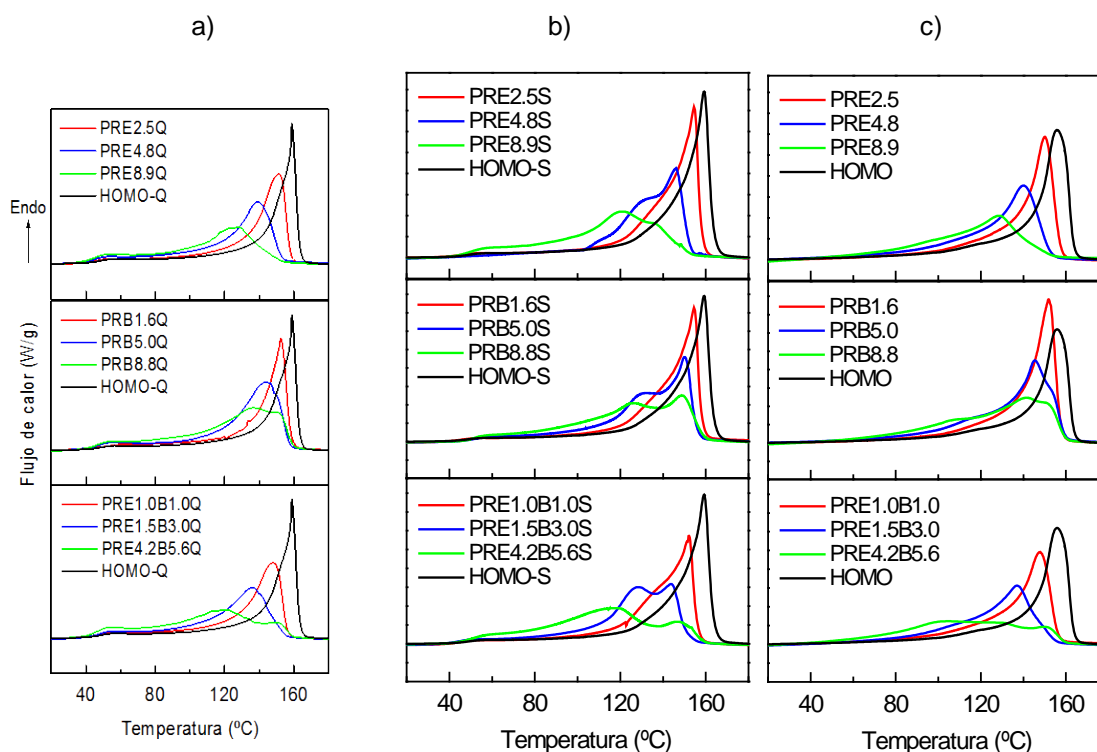 a)
b)
c)
Flujo de calor (W/g)
Endo
PRE2.5Q
PRE4.8Q
PRE8.9Q
HOMO-Q
PRB1.6Q
PRB5.0Q
PRB8.8Q
HOMO-Q
PRE1.0B1.0Q
PRE1.5B3.0Q
PRE4.2B5.6Q
HOMO-Q
40 80 120 160
Temperatura (ºC)
PRE2.5S
PRE4.8S
PRE8.9S
HOMO-S
PRB1.6S
PRB5.0S
PRB8.8S
HOMO-S
PRE1.0B1.0S
PRE1.5B3.0S
PRE4.2B5.6S
HOMO-S
40 80 120 160
Temperatura (ºC)
PRE2.5
PRE4.8
PRE8.9
HOMO
PRB1.6
PRB5.0
PRB8.8
HOMO
PRE1.0B1.0
PRE1.5B3.0
PRE4.2B5.6
HOMO
40 80 120 160
Temperatura (ºC)